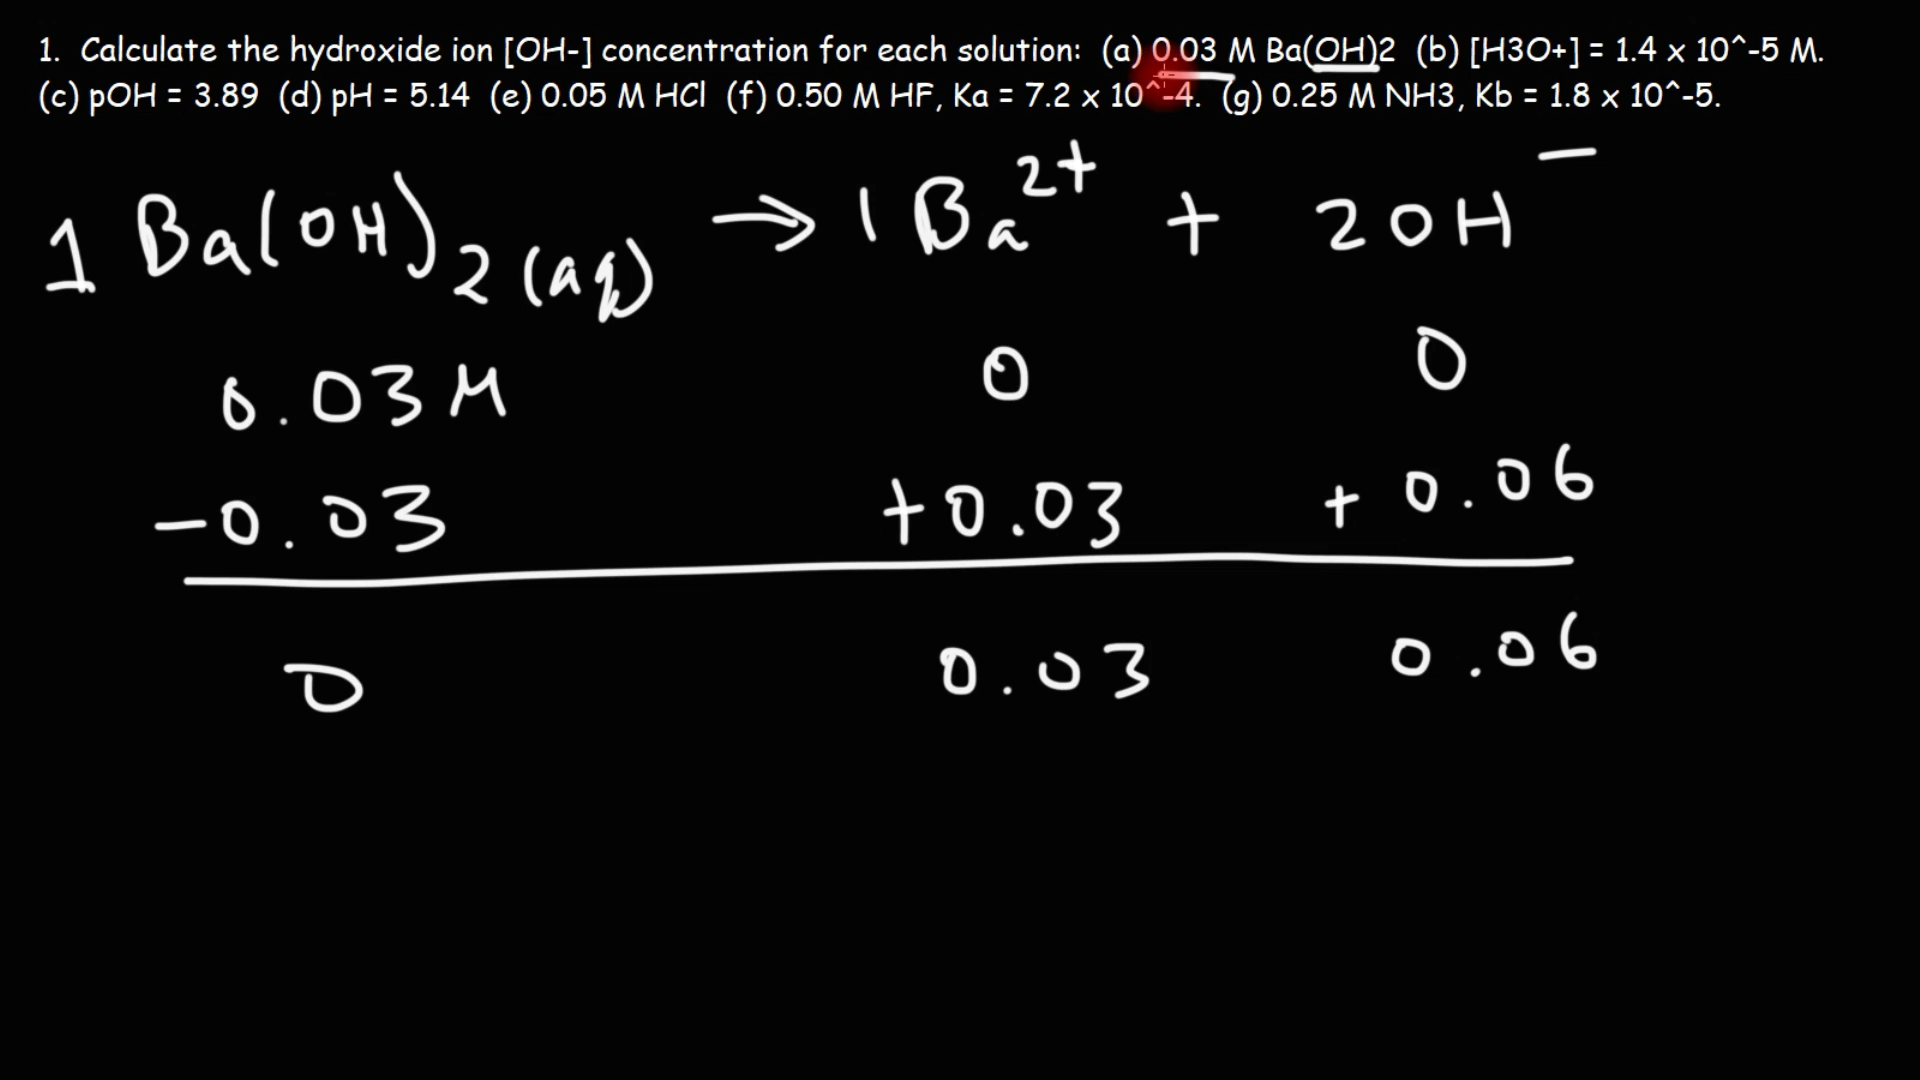 1. Calculate the hydroxide ion [OH-] concentration for each solution: (a) 0.03 M Ba(OH)2 (b) [H3O+] = 1.4 x 10^-5 M.
(c) pOH = 3.89 (d) pH = 5.14 (e) 0.05 M HCl (f) 0.50 M HF, Ka = 7.2 x 10^-4. (g) 0.25 M NH3, Kb = 1.8 x 10^-5.
1 Ba(OH)2(aq) → 1 Ba2+ + 2OH−
0.03 M 0 0
-0.03 +0.03 +0.06
0 0.03 0.06